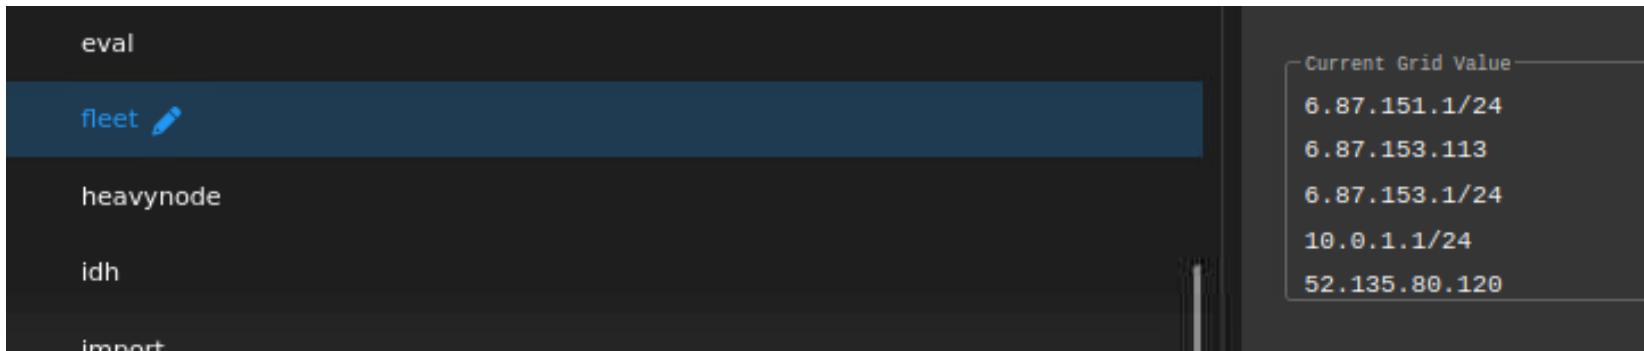 eval
fleet
heavynode
idh
import
Current Grid Value
6.87.151.1/24
6.87.153.113
6.87.153.1/24
10.0.1.1/24
52.135.80.120